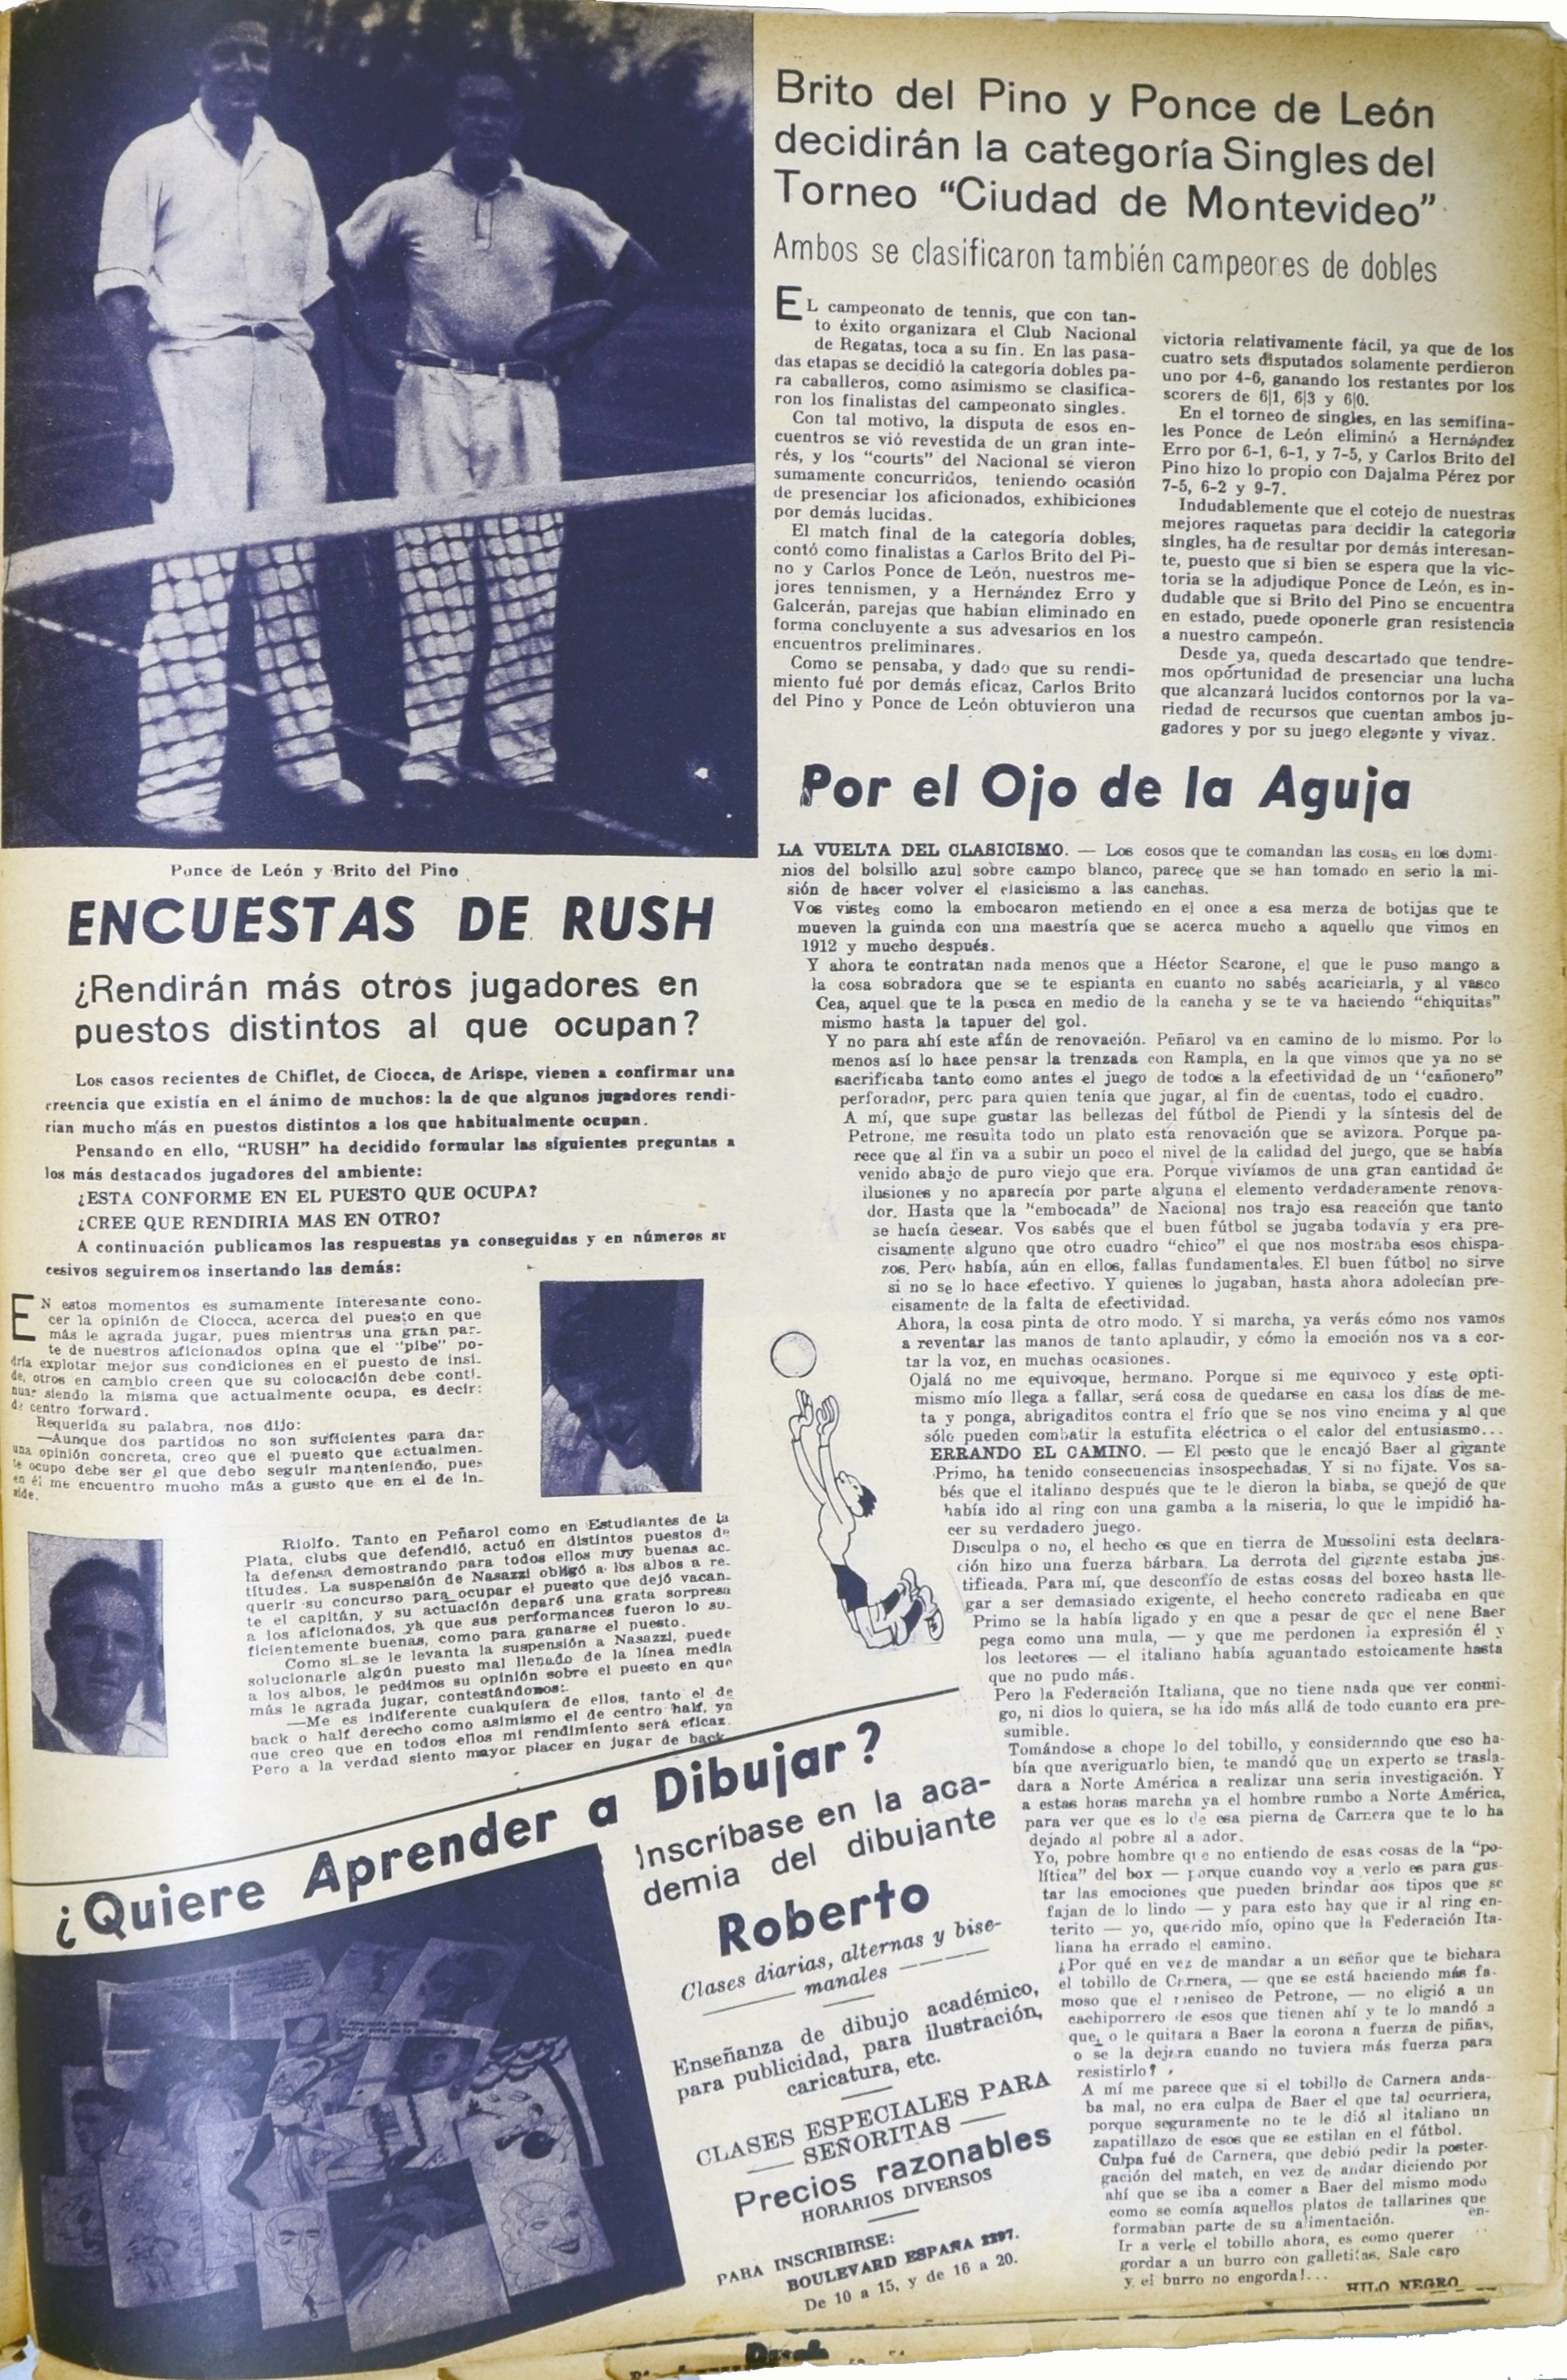 Brito del Pino y Ponce de León
decidirán la categoría Singles del
Torneo “Ciudad de Montevideo”
Ambos se clasificaron también campeones de dobles
EL campeonato de tennis, que con tan-
to éxito organizara el Club Nacional
de Regatas, toca a su fin. En las pasa-
das etapas se decidió la categoría dobles pa-
ra caballeros, como asimismo se clasifica-
ron los finalistas del campeonato singles.
Con tal motivo, la disputa de esos en-
cuentros se vió revestida de un gran inte-
rés, y los “courts” del Nacional se vieron
sumamente concurridos, teniendo ocasión
de presenciar los aficionados, exhibiciones
por demás lucidas.
El match final de la categoría dobles,
contó como finalistas a Carlos Brito del Pi-
no y Carlos Ponce de León, nuestros me-
jores tennismen, y a Hernández Erro y
Galcerán, parejas que habían eliminado en
forma concluyente a sus advesarios en los
encuentros preliminares.
Como se pensaba, y dado que su rendi-
miento fué por demás eficaz, Carlos Brito
del Pino y Ponce de León obtuvieron una
victoria relativamente fácil, ya que de los
cuatro sets disputados solamente perdieron
uno por 4-6, ganando los restantes por los
scorers de 6|1, 6|3 y 6|0.
En el torneo de singles, en las semifina-
les Ponce de León eliminó a Hernández
Erro por 6-1, 6-1, y 7-5, y Carlos Brito del
Pino hizo lo propio con Dajalma Pérez por
7-5, 6-2 y 9-7.
Indudablemente que el cotejo de nuestras
mejores raquetas para decidir la categoria
singles, ha de resultar por demás interesan-
te, puesto que si bien se espera que la vic-
toria se la adjudique Ponce de León, es in-
dudable que si Brito del Pino se encuentra
en estado, puede oponerle gran resistencia
a nuestro campeón.
Desde ya, queda descartado que tendre-
mos opórtunidad de presenciar una lucha
que alcanzará lucidos contornos por la va-
riedad de recursos que cuentan ambos ju-
gadores y por su juego elegante y vivaz.
Ponce de León y Brito del Pino
ENCUESTAS DE RUSH
¿Rendirán más otros jugadores en
puestos distintos al que ocupan?
Los casos recientes de Chiflet, de Ciocca, de Arispe, vienen a confirmar una
creencia que existía en el ánimo de muchos: la de que algunos jugadores rendi-
rían mucho más en puestos distintos a los que habitualmente ocupan.
Pensando en ello, “RUSH” ha decidido formular las siguientes preguntas a
los más destacados jugadores del ambiente:
¿ESTA CONFORME EN EL PUESTO QUE OCUPA?
¿CREE QUE RENDIRIA MAS EN OTRO?
A continuación publicamos las respuestas ya conseguidas y en números su
cesivos seguiremos insertando las demás:
EN estos momentos es sumamente interesante cono-
cer la opinión de Ciocca, acerca del puesto en que
más le agrada jugar, pues mientras una gran par-
te de nuestros aficionados opina que el “pibe” po-
dría explotar mejor sus condiciones en el puesto de insi-
de, otros en cambio creen que su colocación debe conti-
nuar siendo la misma que actualmente ocupa, es decir:
de centro forward.
Requerida su palabra, nos dijo:
—Aunque dos partidos no son suficientes para dar
una opinión concreta, creo que el puesto que actualmen-
te ocupo debe ser el que debo seguir manteniendo, pues
en él me encuentro mucho más a gusto que en el de in-
side.
Riolfo. Tanto en Peñarol como en Estudiantes de la
Plata, clubs que defendió, actuó en distintos puestos de
la defensa demostrando para todos ellos muy buenas ac-
titudes. La suspensión de Nasazzi obligó a los albos a re-
querir su concurso para ocupar el puesto que dejó vacan-
te el capitán, y su actuación deparó una grata sorpresa
a los aficionados, ya que sus performances fueron lo su-
ficientemente buenas, como para ganarse el puesto.
Como si se le levanta la suspensión a Nasazzi, puede
solucionarle algún puesto mal llenado de la línea media
a los albos, le pedimos su opinión sobre el puesto en que
más le agrada jugar, contestándonos:
—Me es indiferente cualquiera de ellos, tanto el de
back o half derecho como asimismo el de centro half, ya
que creo que en todos ellos mi rendimiento será eficaz.
Pero a la verdad siento mayor placer en jugar de back
Por el Ojo de la Aguja
LA VUELTA DEL CLASICISMO. — Los cosos que te comandan las cosas en los domi-
nios del bolsillo azul sobre campo blanco, parece que se han tomado en serio la mi-
sión de hacer volver el clasicismo a las canchas.
Vos vistes como la embocaron metiendo en el once a esa merza de botijas que te
mueven la guinda con una maestría que se acerca mucho a aquello que vimos en
1912 y mucho después.
Y ahora te contratan nada menos que a Héctor Scarone, el que le puso mango a
la cosa sobradora que se te espianta en cuanto no sabés acariciarla, y al vasco
Cea, aquel que te la pesca en medio de la cancha y se te va haciendo “chiquitas”
mismo hasta la tapuer del gol.
Y no para ahí este afán de renovación. Peñarol va en camino de lo mismo. Por lo
menos así lo hace pensar la trenzada con Rampla, en la que vimos que ya no se
sacrificaba tanto como antes el juego de todos a la efectividad de un “cañonero”
perforador, pero para quien tenía que jugar, al fin de cuentas, todo el cuadro.
A mí, que supe gustar las bellezas del fútbol de Piendi y la síntesis del de
Petrone, me resulta todo un plato esta renovación que se avizora. Porque pa-
rece que al fin va a subir un poco el nivel de la calidad del juego, que se había
venido abajo de puro viejo que era. Porque vivíamos de una gran cantidad de
ilusiones y no aparecía por parte alguna el elemento verdaderamente renova-
dor. Hasta que la “embocada” de Nacional nos trajo esa reacción que tanto
se hacía desear. Vos sabés que el buen fútbol se jugaba todavía y era pre-
cisamente alguno que otro cuadro “chico” el que nos mostraba esos chispa-
zos. Pero había, aún en ellos, fallas fundamentales. El buen fútbol no sirve
si no se lo hace efectivo. Y quienes lo jugaban, hasta ahora adolecían pre-
cisamente de la falta de efectividad.
Ahora, la cosa pinta de otro modo. Y si marcha, ya verás cómo nos vamos
a reventar las manos de tanto aplaudir, y cómo la emoción nos va a cor-
tar la voz, en muchas ocasiones.
Ojalá no me equivoque, hermano. Porque si me equivoco y este opti-
mismo mío llega a fallar, será cosa de quedarse en casa los días de me-
ta y ponga, abrigaditos contra el frío que se nos vino encima y al que
sólo pueden combatir la estufita eléctrica o el calor del entusiasmo...
ERRANDO EL CAMINO. — El pesto que le encajó Baer al gigante
Primo, ha tenido consecuencias insospechadas. Y si no fijate. Vos sa-
bés que el italiano después que te le dieron la biaba, se quejó de que
había ido al ring con una gamba a la miseria, lo que le impidió ha-
cer su verdadero juego.
Disculpa o no, el hecho es que en tierra de Mussolini esta declara-
ción hizo una fuerza bárbara. La derrota del gigante estaba jus-
tificada. Para mí, que desconfío de estas cosas del boxeo hasta lle-
gar a ser demasiado exigente, el hecho concreto radicaba en que
Primo se la había ligado y en que a pesar de que el nene Baer
pega como una mula, — y que me perdonen la expresión él y
los lectores — el italiano había aguantado estoicamente hasta
que no pudo más.
Pero la Federación Italiana, que no tiene nada que ver conmi-
go, ni dios lo quiera, se ha ido más allá de todo cuanto era pre-
sumible.
Tomándose a chope lo del tobillo, y considerando que eso ha-
bía que averiguarlo bien, te mandó que un experto se trasla-
dara a Norte América a realizar una seria investigación. Y
a estas horas marcha ya el hombre rumbo a Norte América,
para ver que es lo de esa pierna de Carnera que te lo ha
dejado al pobre al a ador.
Yo, pobre hombre que no entiendo de esas cosas de la “po-
lítica” del box — porque cuando voy a verlo es para gus-
tar las emociones que pueden brindar dos tipos que se
fajan de lo lindo — y para esto hay que ir al ring en-
terito — yo, querido mío, opino que la Federación Ita-
liana ha errado el camino.
¿Por qué en vez de mandar a un señor que te bichara
el tobillo de Carnera, — que se está haciendo más fa-
moso que el menisco de Petrone, — no eligió a un
cachiporrero de esos que tienen ahí y te lo mandó a
que, o le quitara a Baer la corona a fuerza de piñas,
o se la dejara cuando no tuviera más fuerza para
resistirlo?
A mí me parece que si el tobillo de Carnera anda-
ba mal, no era culpa de Baer el que tal ocurriera,
porque seguramente no te le dió al italiano un
zapatillazo de esos que se estilan en el fútbol.
Culpa fué de Carnera, que debió pedir la poster-
gación del match, en vez de andar diciendo por
ahí que se iba a comer a Baer del mismo modo
como se comía aquellos platos de tallarines que
formaban parte de su alimentación.
Ir a verle el tobillo ahora, es como querer en-
gordar a un burro con galletitas. Sale caro
y el burro no engorda!...
HILO NEGRO
¿Quiere Aprender a Dibujar?
Inscríbase en la aca-
demia del dibujante
Roberto
Clases diarias, alternas y bise-
manales
Enseñanza de dibujo académico,
para publicidad, para ilustración,
caricatura, etc.
CLASES ESPECIALES PARA
SEÑORITAS
Precios razonables
HORARIOS DIVERSOS
PARA INSCRIBIRSE:
BOULEVARD ESPAÑA 2297.
De 10 a 15, y de 16 a 20.